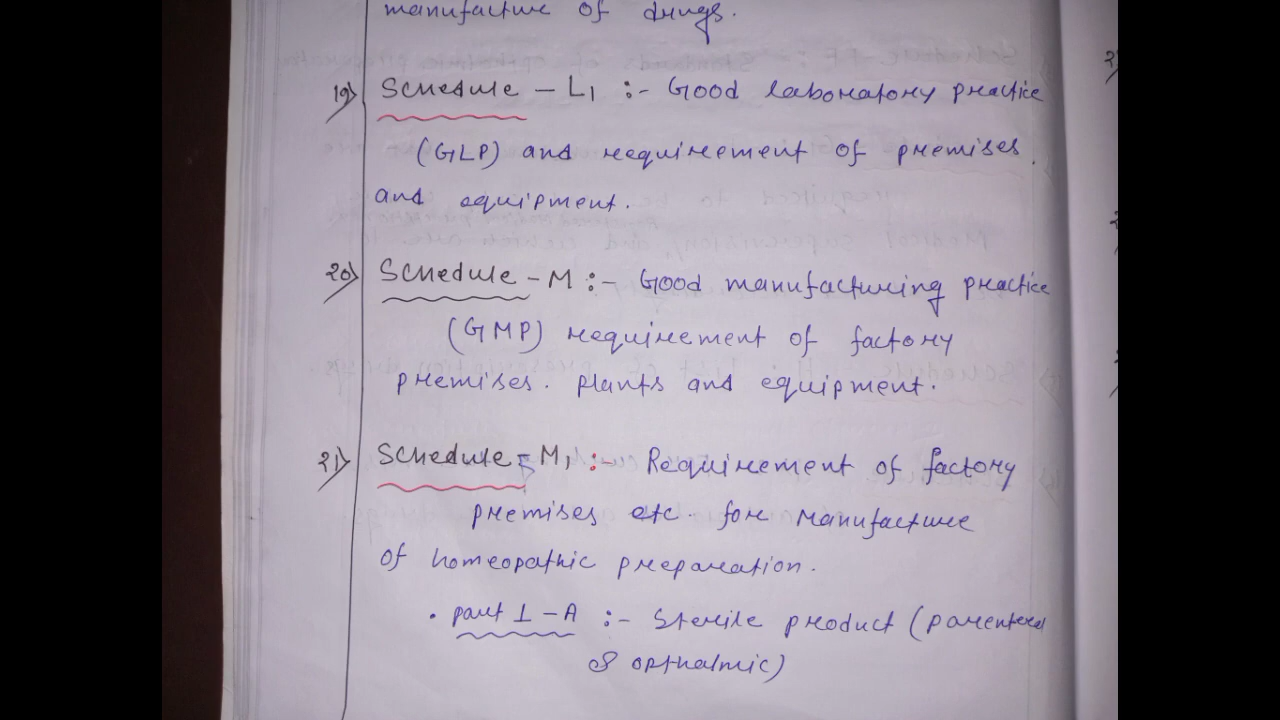 manufacture of drugs.
19) Schedule - L1 :- Good laboratory practice
(GLP) and requirement of premises
and equipment.
20) Schedule - M :- Good manufacturing practice
(GMP) requirement of factory
premises. plants and equipment.
21) Schedule - M1 :- Requirement of factory
premises etc. for manufacture
of homeopathic preparation.
• part I - A :- Sterile product (parenteral
& opthalmic)